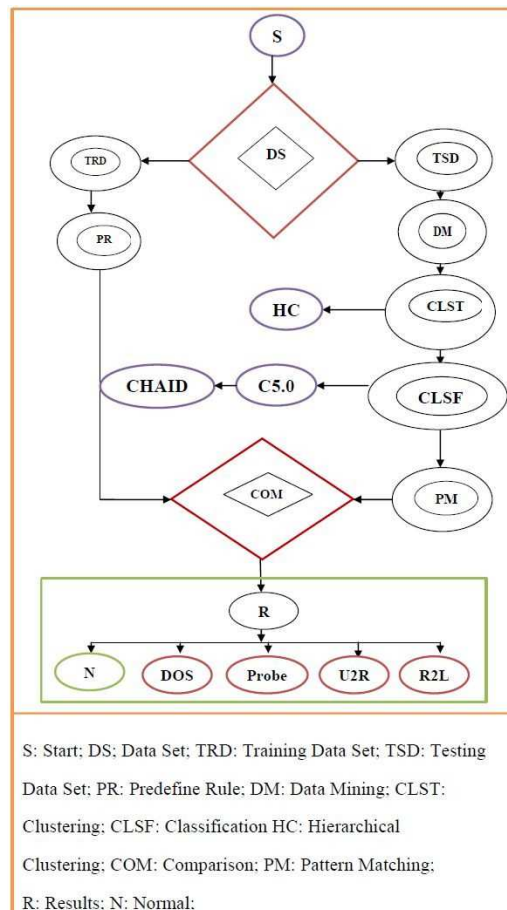 S
DS
TRD
TSD
PR
DM
HC
CLST
CHAID
C5.0
CLSF
COM
PM
R
N
DOS
Probe
U2R
R2L
S: Start; DS; Data Set; TRD: Training Data Set; TSD: Testing
Data Set; PR: Predefine Rule; DM: Data Mining; CLST:
Clustering; CLSF: Classification HC: Hierarchical
Clustering; COM: Comparison; PM: Pattern Matching;
R: Results; N: Normal;